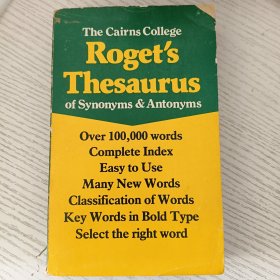 The Cairns College
Roget's
Thesaurus
of Synonyms & Antonyms
Over 100,000 words
Complete Index
Easy to Use
Many New Words
Classification of Words
Key Words in Bold Type
Select the right word